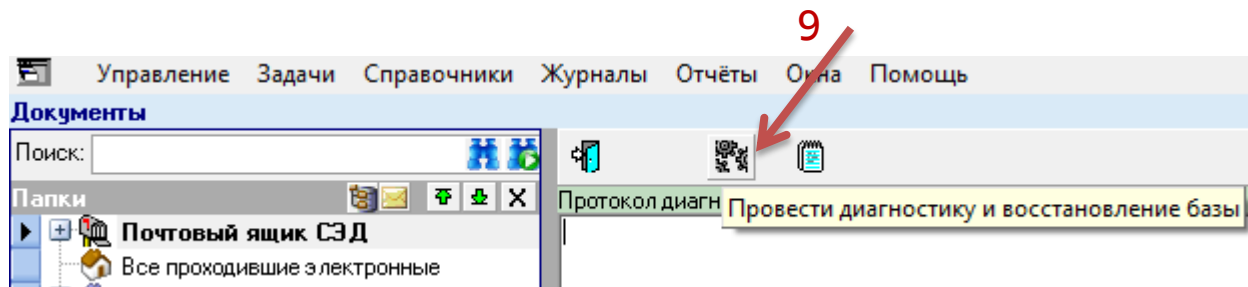 9
Управление Задачи Справочники Журналы Отчёты Окна Помощь
Документы
Поиск:
Папки
Протокол диагн
Провести диагностику и восстановление базы
Почтовый ящик СЭД
Все проходившие электронные